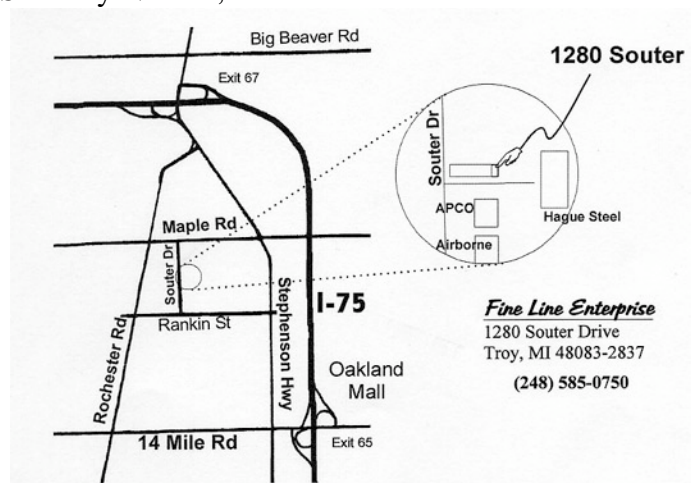 Big Beaver Rd
1280 Souter
Exit 67
Souter Dr
APCO
Hague Steel
Airborne
Maple Rd
Souter Dr
Rankin St
Rochester Rd
Stephenson Hwy
I-75
Oakland
Mall
14 Mile Rd
Exit 65
Fine Line Enterprise
1280 Souter Drive
Troy, MI 48083-2837
(248) 585-0750